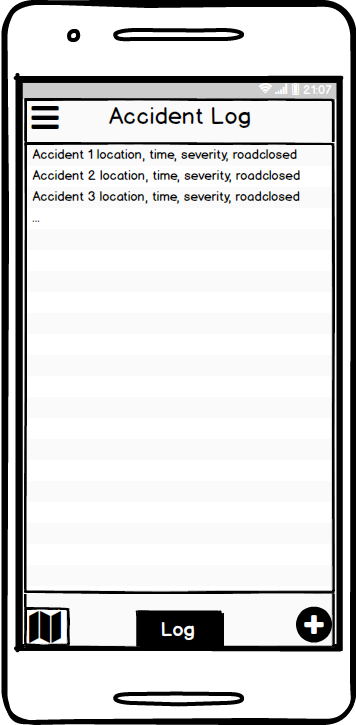 21:07
Accident Log
Accident 1 location, time, severity, roadclosed
Accident 2 location, time, severity, roadclosed
Accident 3 location, time, severity, roadclosed
...
Log